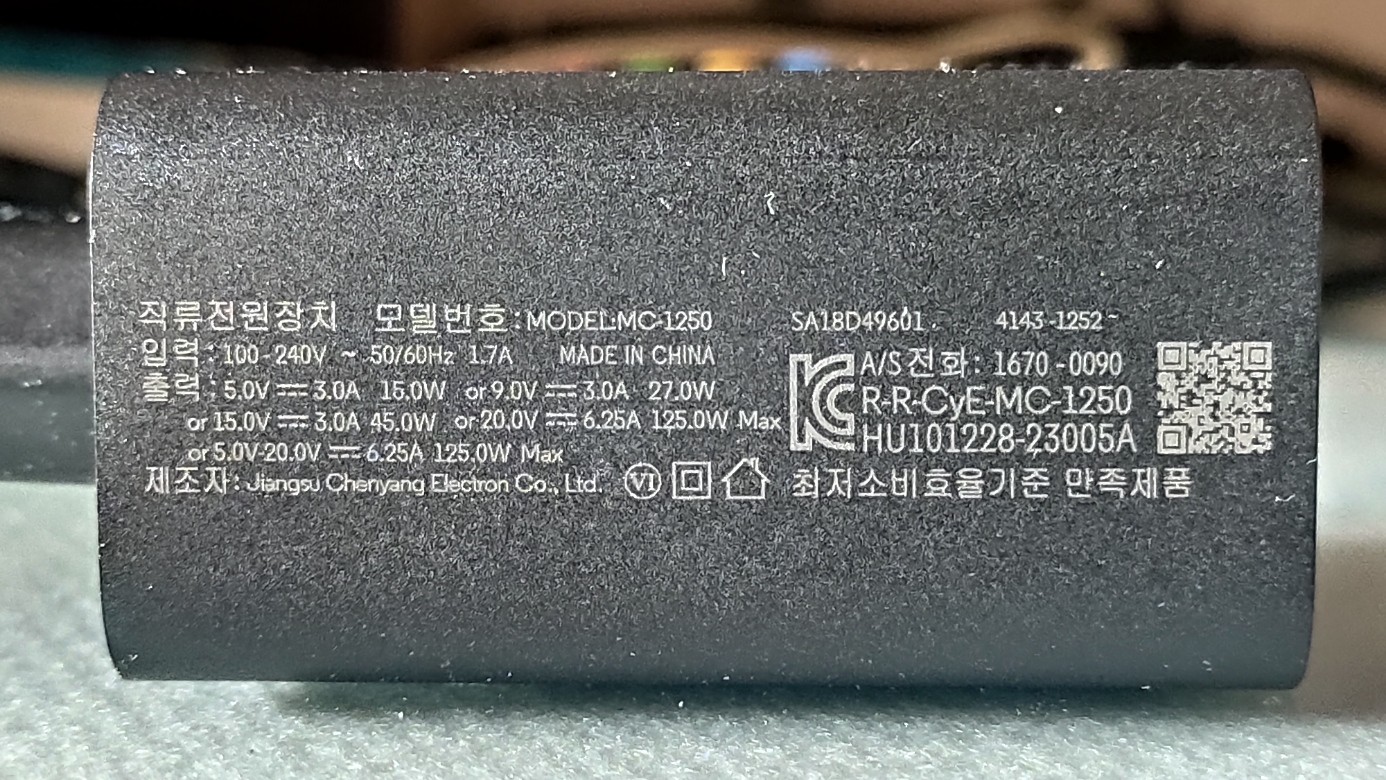 직류전원장치 모델번호:MODEL:MC-1250
입력: 100-240V ~ 50/60Hz 1.7A MADE IN CHINA
출력: 5.0V⎓3.0A 15.0W or 9.0V⎓3.0A 27.0W
or 15.0V⎓3.0A 45.0W or 20.0V⎓6.25A 125.0W Max
or 5.0V-20.0V⎓6.25A 125.0W Max
제조자: Jiangsu Chenyang Electron Co., Ltd. VI
SA18D49601 4143-1252
A/S전화: 1670-0090
R-R-CyE-MC-1250
HU101228-23005A
최저소비효율기준 만족제품